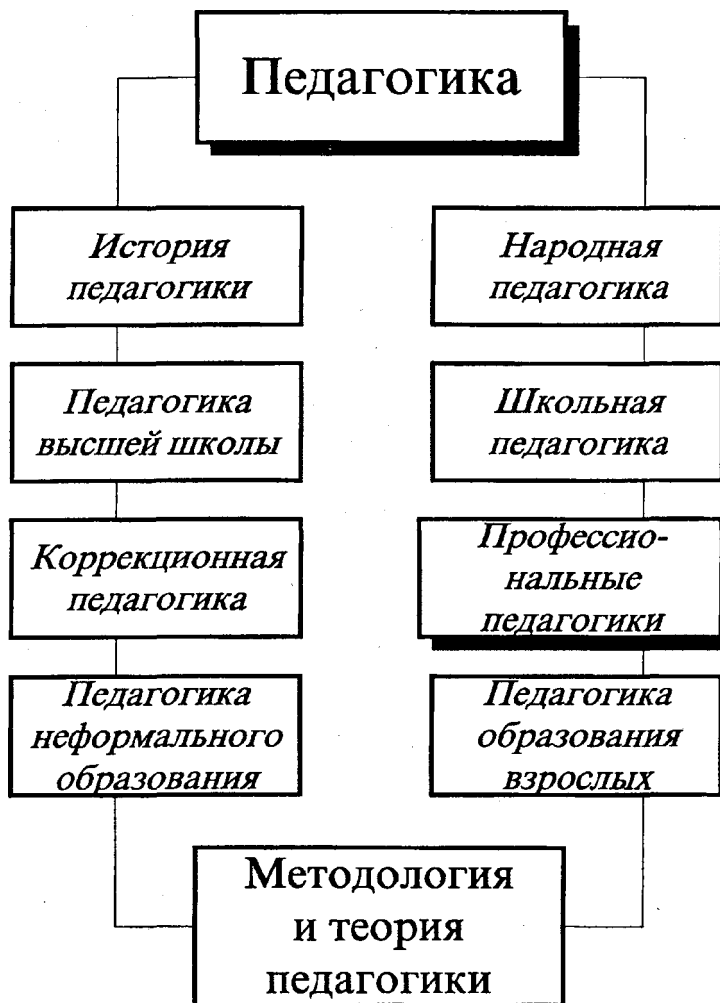 Педагогика
История
педагогики
Народная
педагогика
Педагогика
высшей школы
Школьная
педагогика
Коррекционная
педагогика
Профессио-
нальные
педагогики
Педагогика
неформального
образования
Педагогика
образования
взрослых
Методология
и теория
педагогики